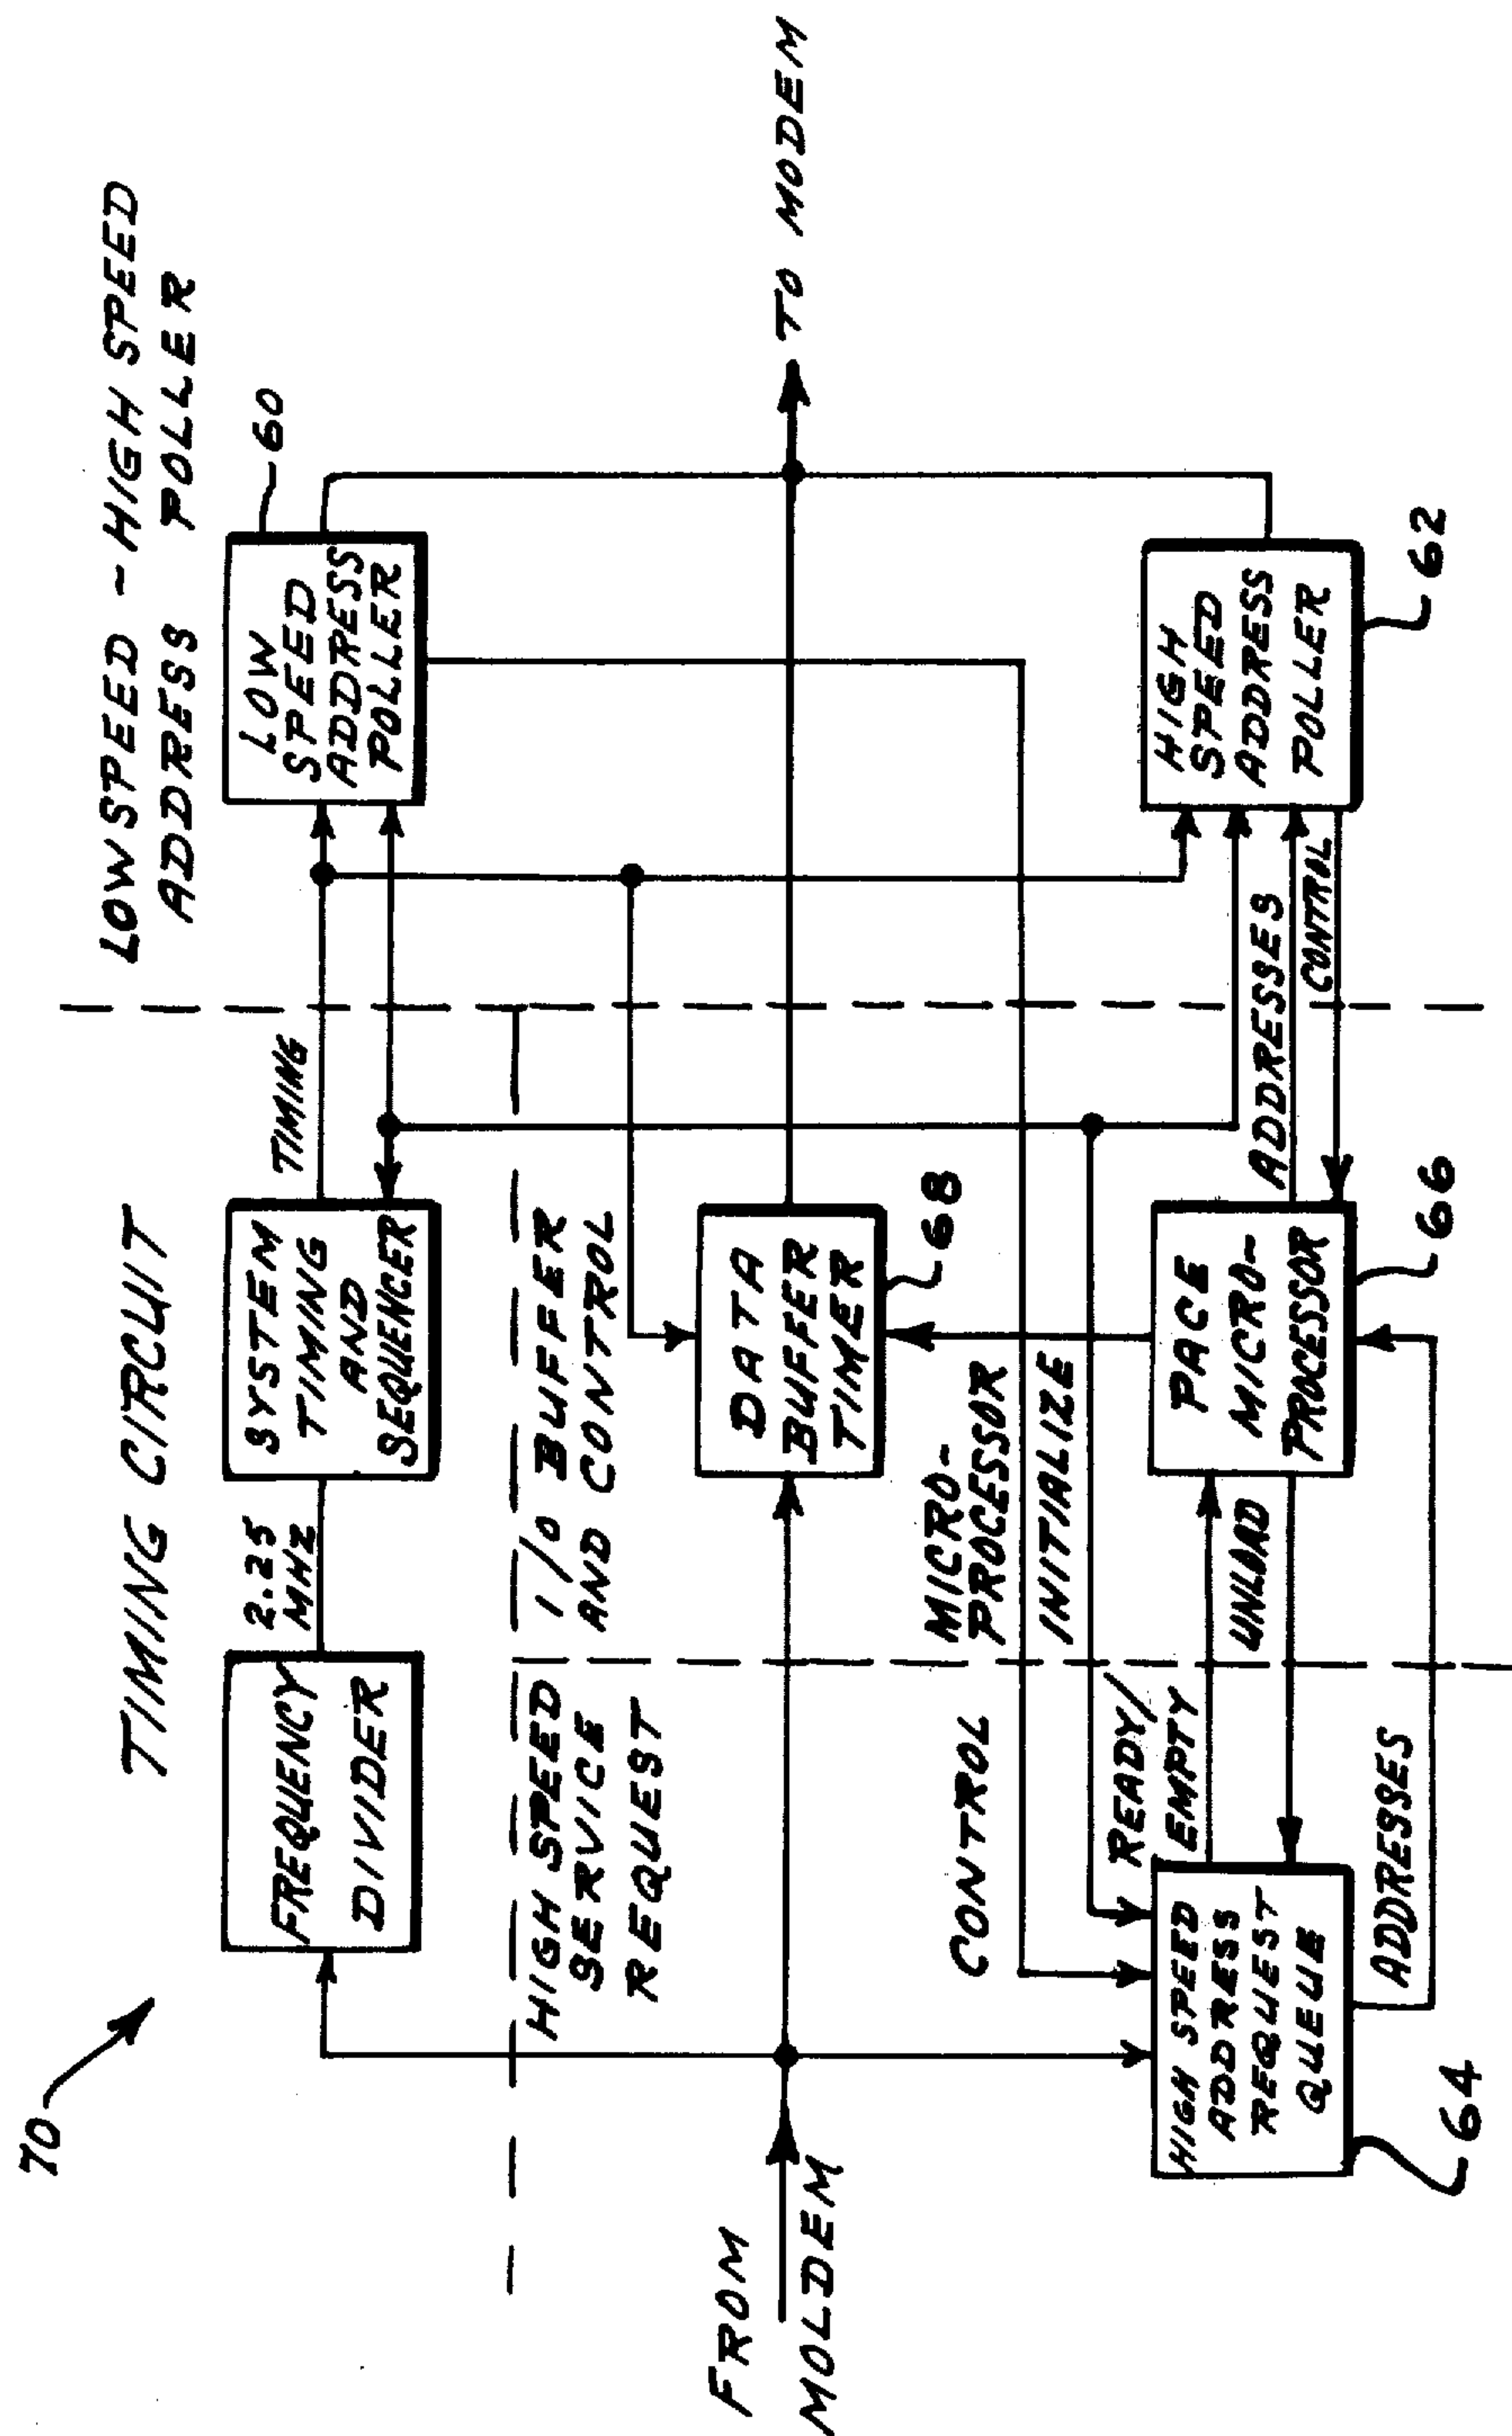 70
TIMING CIRCUIT
LOW SPEED - HIGH SPEED
ADDRESS POLLER
FREQUENCY
DIVIDER
2.25
MHZ
SYSTEM
TIMING
AND
SEQUENCER
TIMING
LOW
SPEED
ADDRESS
POLLER
60
HIGH SPEED
SERVICE
REQUEST
I/O BUFFER
AND CONTROL
FROM
MOLDEM
DATA
BUFFER
TIMER
68
TO MODEM
CONTROL
MICRO-
PROCESSOR
INITIALIZE
READY/
EMPTY
UNLOAD
HIGH SPEED
ADDRESS
REQUEST
QUEUE
64
ADDRESSES
PACE
MICRO-
PROCESSOR
66
ADDRESSES
CONTROL
HIGH
SPEED
ADDRESS
POLLER
62